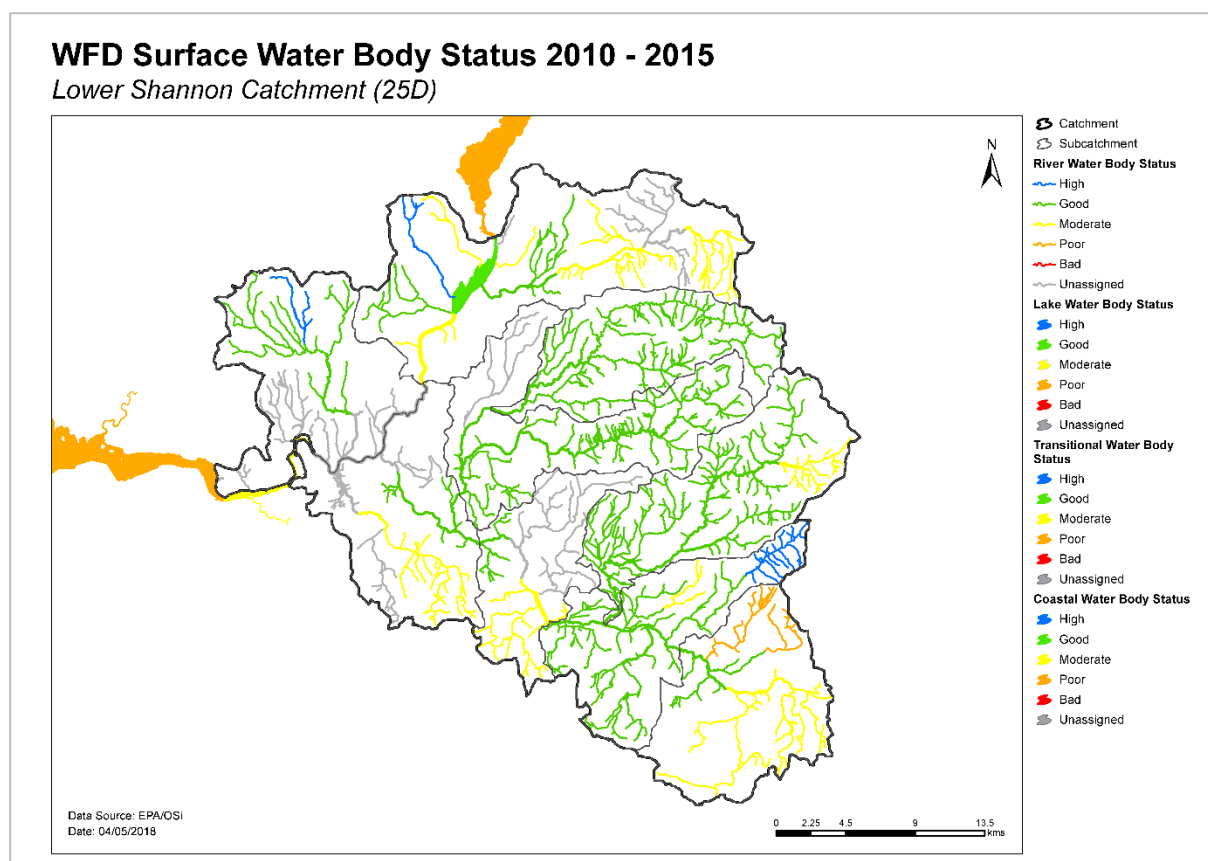 WFD Surface Water Body Status 2010 - 2015
Lower Shannon Catchment (25D)
N
Catchment
Subcatchment
River Water Body Status
High
Good
Moderate
Poor
Bad
Unassigned
Lake Water Body Status
High
Good
Moderate
Poor
Bad
Unassigned
Transitional Water Body
Status
High
Good
Moderate
Poor
Bad
Unassigned
Coastal Water Body Status
High
Good
Moderate
Poor
Bad
Unassigned
Data Source: EPA/OSi
Date: 04/05/2018
0 2.25 4.5 9 13.5
kms